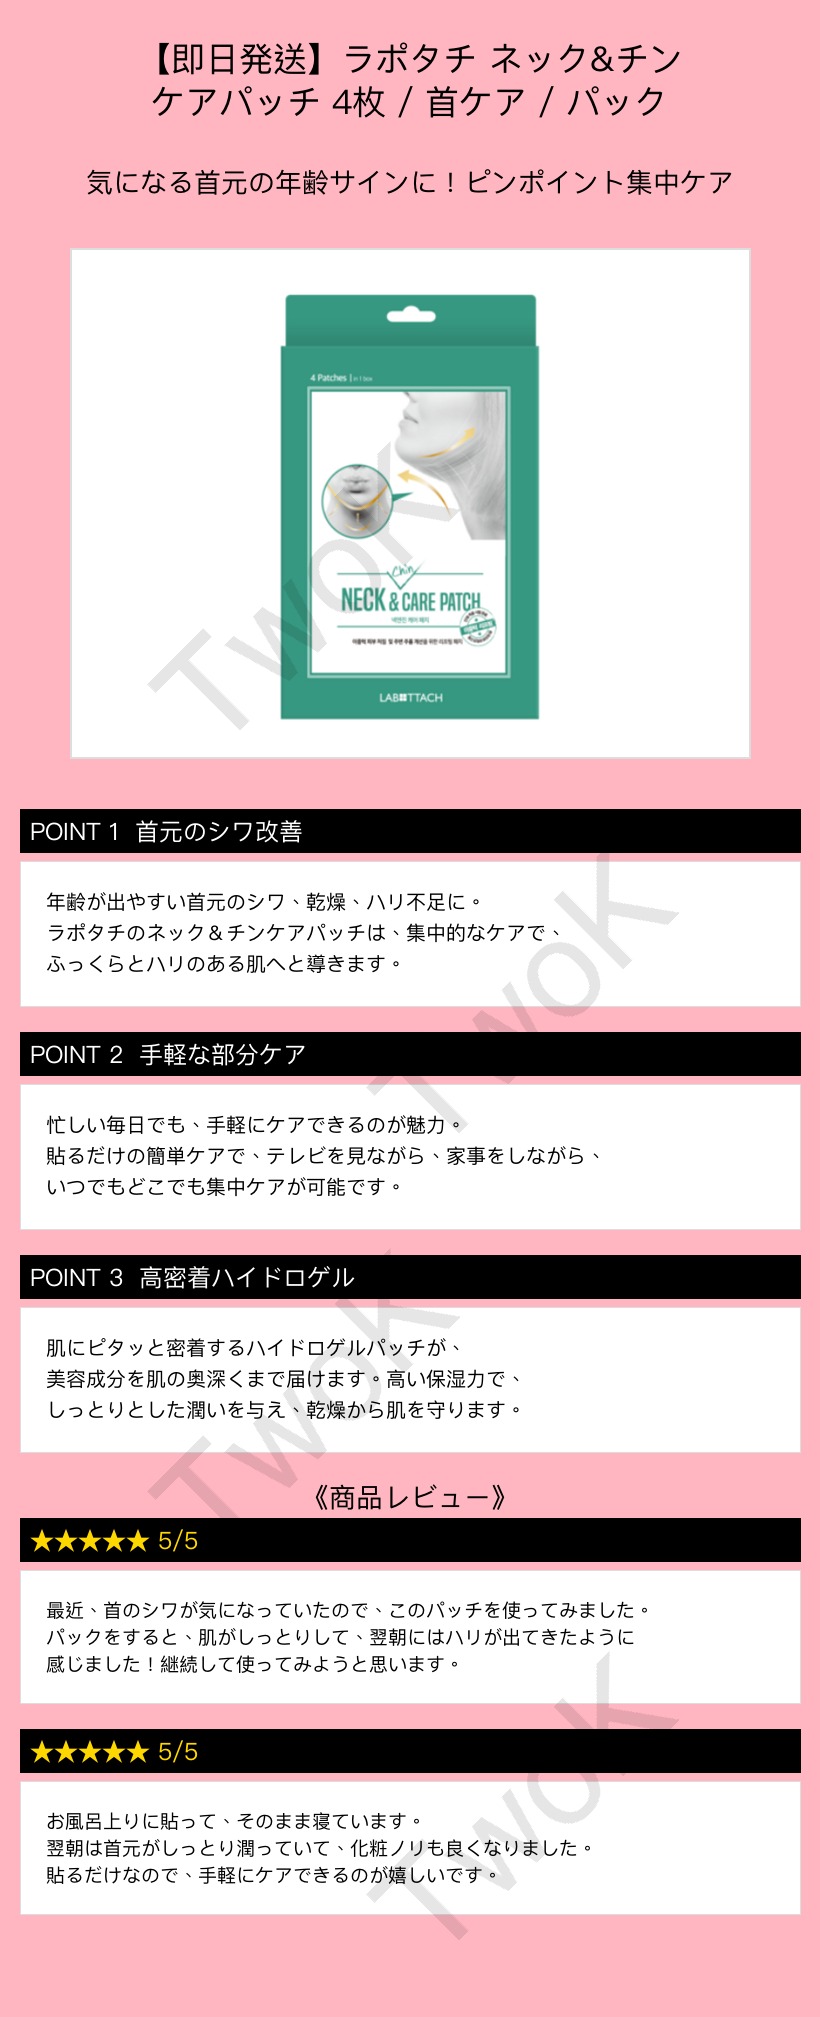 【即日発送】ラポタチ ネック&チン
ケアパッチ 4枚 / 首ケア / パック
気になる首元の年齢サインに！ピンポイント集中ケア
4 Patches | in 1 box
Chin
NECK & CARE PATCH
넥앤친 케어 패치
LABOTTACH
POINT 1 首元のシワ改善
年齢が出やすい首元のシワ、乾燥、ハリ不足に。
ラポタチのネック＆チンケアパッチは、集中的なケアで、
ふっくらとハリのある肌へと導きます。
POINT 2 手軽な部分ケア
忙しい毎日でも、手軽にケアできるのが魅力。
貼るだけの簡単ケアで、テレビを見ながら、家事をしながら、
いつでもどこでも集中ケアが可能です。
POINT 3 高密着ハイドロゲル
肌にピタッと密着するハイドロゲルパッチが、
美容成分を肌の奥深くまで届けます。高い保湿力で、
しっとりとした潤いを与え、乾燥から肌を守ります。
《商品レビュー》
★★★★★ 5/5
最近、首のシワが気になっていたので、このパッチを使ってみました。
パックをすると、肌がしっとりして、翌朝にはハリが出てきたように
感じました！継続して使ってみようと思います。
★★★★★ 5/5
お風呂上りに貼って、そのまま寝ています。
翌朝は首元がしっとり潤っていて、化粧ノリも良くなりました。
貼るだけなので、手軽にケアできるのが嬉しいです。
TwoK
TwoK
TwoK
TwoK